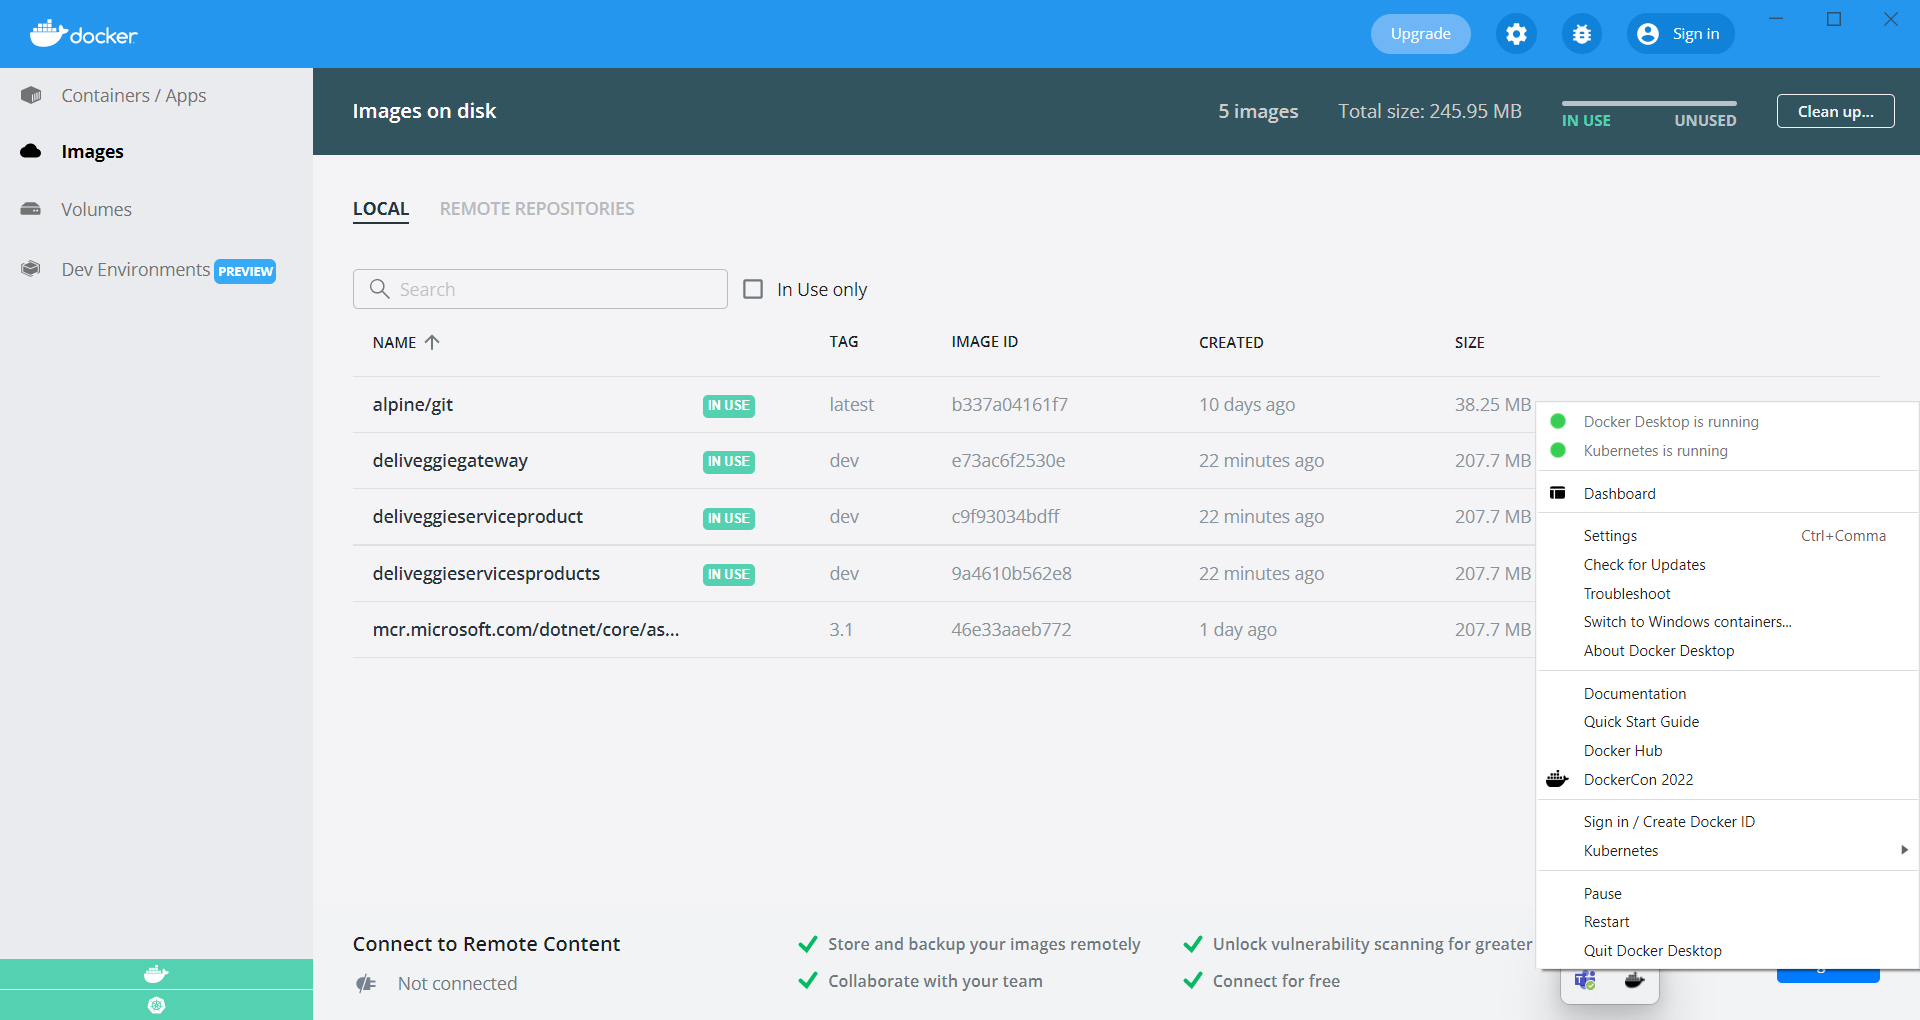 docker
Upgrade
Sign in
Containers / Apps
Images
Volumes
Dev Environments PREVIEW
Images on disk
5 images
Total size: 245.95 MB
IN USE UNUSED
Clean up...
LOCAL REMOTE REPOSITORIES
Search
In Use only
NAME TAG IMAGE ID CREATED SIZE
alpine/git IN USE latest b337a04161f7 10 days ago 38.25 MB
deliveggiegateway IN USE dev e73ac6f2530e 22 minutes ago 207.7 MB
deliveggieserviceproduct IN USE dev c9f93034bdff 22 minutes ago 207.7 MB
deliveggieservicesproducts IN USE dev 9a4610b562e8 22 minutes ago 207.7 MB
mcr.microsoft.com/dotnet/core/as... 3.1 46e33aaeb772 1 day ago 207.7 MB
Docker Desktop is running
Kubernetes is running
Dashboard
Settings Ctrl+Comma
Check for Updates
Troubleshoot
Switch to Windows containers...
About Docker Desktop
Documentation
Quick Start Guide
Docker Hub
DockerCon 2022
Sign in / Create Docker ID
Kubernetes
Pause
Restart
Quit Docker Desktop
Connect to Remote Content
Not connected
Store and backup your images remotely
Collaborate with your team
Unlock vulnerability scanning for greater
Connect for free